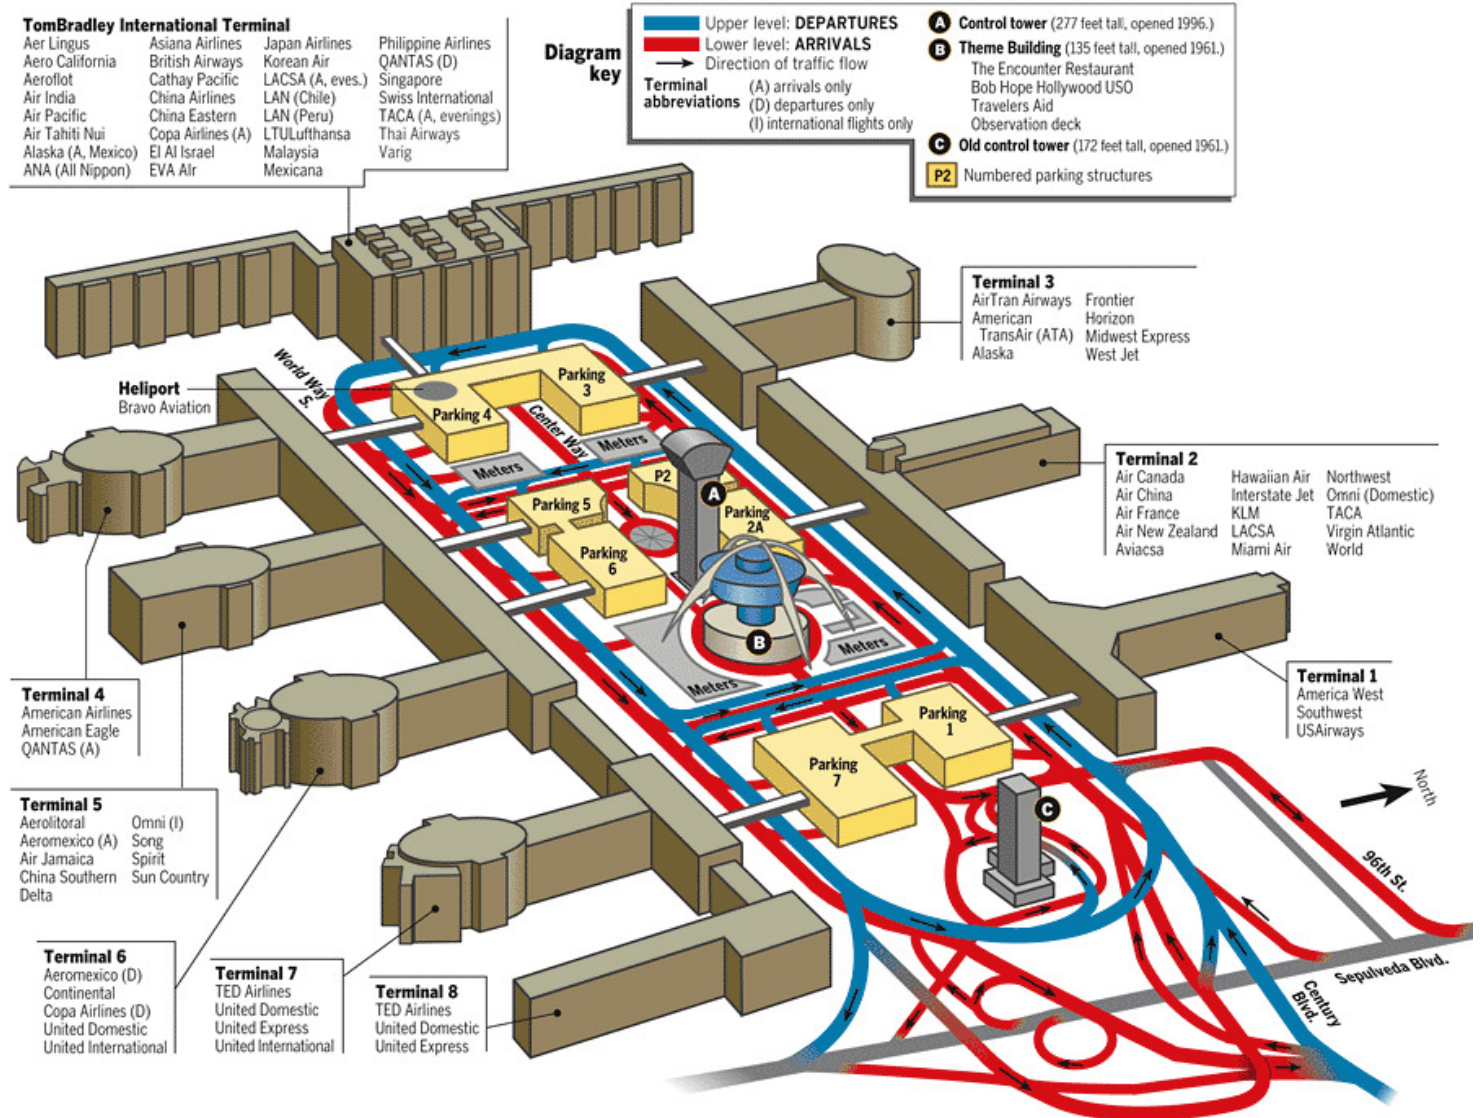 TomBradley International Terminal
Aer Lingus
Aero California
Aeroflot
Air India
Air Pacific
Air Tahiti Nui
Alaska (A, Mexico)
ANA (All Nippon)
Asiana Airlines
British Airways
Cathay Pacific
China Airlines
China Eastern
Copa Airlines (A)
El Al Israel
EVA AIr
Japan Airlines
Korean Air
LACSA (A, eves.)
LAN (Chile)
LAN (Peru)
LTULufthansa
Malaysia
Mexicana
Philippine Airlines
QANTAS (D)
Singapore
Swiss International
TACA (A, evenings)
Thai Airways
Varig
Diagram
key
Upper level: DEPARTURES
Lower level: ARRIVALS
Direction of traffic flow
Terminal
abbreviations
(A) arrivals only
(D) departures only
(I) international flights only
A Control tower (277 feet tall, opened 1996.)
B Theme Building (135 feet tall, opened 1961.)
The Encounter Restaurant
Bob Hope Hollywood USO
Travelers Aid
Observation deck
C Old control tower (172 feet tall, opened 1961.)
P2 Numbered parking structures
Terminal 3
AirTran Airways
American
TransAir (ATA)
Alaska
Frontier
Horizon
Midwest Express
West Jet
Heliport
Bravo Aviation
World Way
S.
Parking
3
Parking 4
Center Way
Meters
Meters
P2
A
Parking
2A
Parking 5
Parking
6
B
Meters
Meters
Parking
1
Parking
7
C
Terminal 2
Air Canada
Air China
Air France
Air New Zealand
Aviacsa
Hawaiian Air
Interstate Jet
KLM
LACSA
Miami Air
Northwest
Omni (Domestic)
TACA
Virgin Atlantic
World
Terminal 1
America West
Southwest
USAirways
North
96th St.
Sepulveda Blvd.
Century
Blvd.
Terminal 4
American Airlines
American Eagle
QANTAS (A)
Terminal 5
Aerolitoral
Aeromexico (A)
Air Jamaica
China Southern
Delta
Omni (I)
Song
Spirit
Sun Country
Terminal 6
Aeromexico (D)
Continental
Copa Airlines (D)
United Domestic
United International
Terminal 7
TED Airlines
United Domestic
United Express
United International
Terminal 8
TED Airlines
United Domestic
United Express